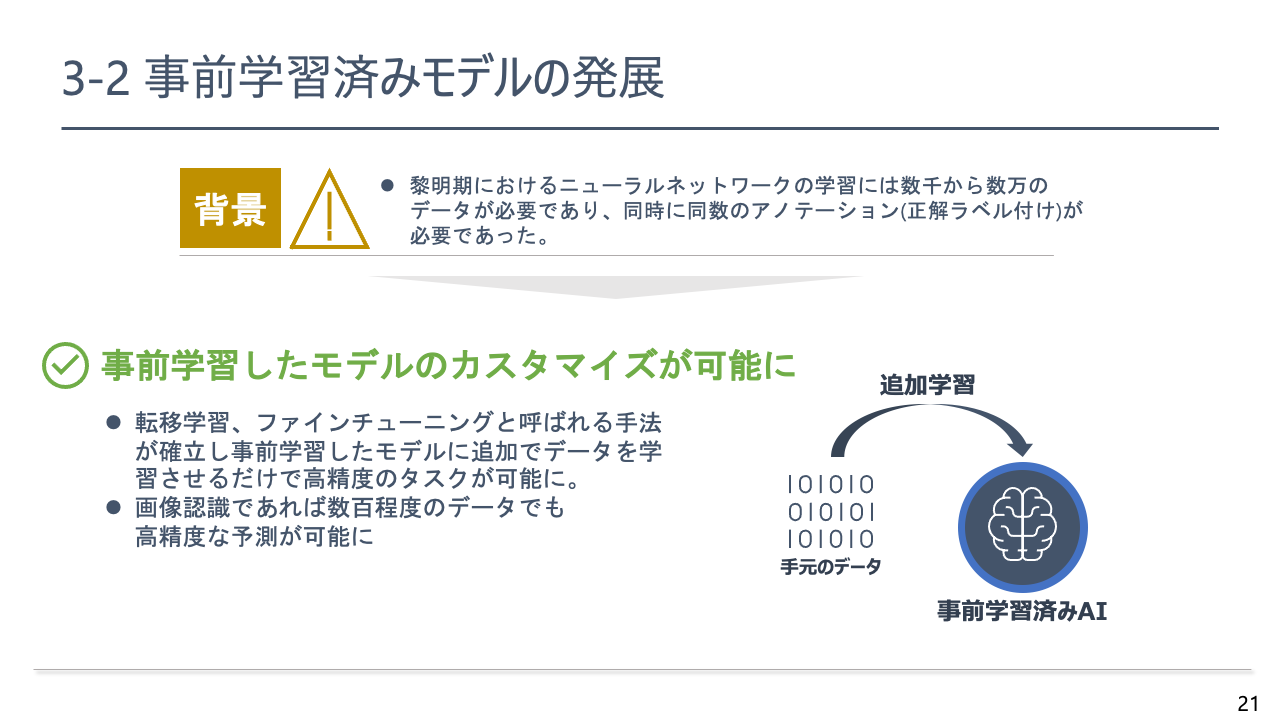 3-2 事前学習済みモデルの発展
背景
● 黎明期におけるニューラルネットワークの学習には数千から数万の
データが必要であり、同時に同数のアノテーション(正解ラベル付け)が
必要であった。
事前学習したモデルのカスタマイズが可能に
● 転移学習、ファインチューニングと呼ばれる手法
が確立し事前学習したモデルに追加でデータを学
習させるだけで高精度のタスクが可能に。
● 画像認識であれば数百程度のデータでも
高精度な予測が可能に
追加学習
101010
010101
101010
手元のデータ
事前学習済みAI
21